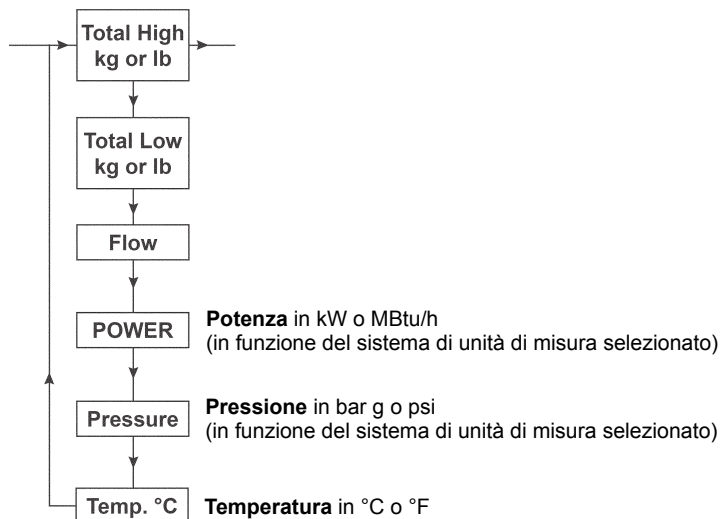 Total High
kg or lb
Total Low
kg or lb
Flow
POWER
Potenza in kW o MBtu/h
(in funzione del sistema di unità di misura selezionato)
Pressure
Pressione in bar g o psi
(in funzione del sistema di unità di misura selezionato)
Temp. °C
Temperatura in °C o °F